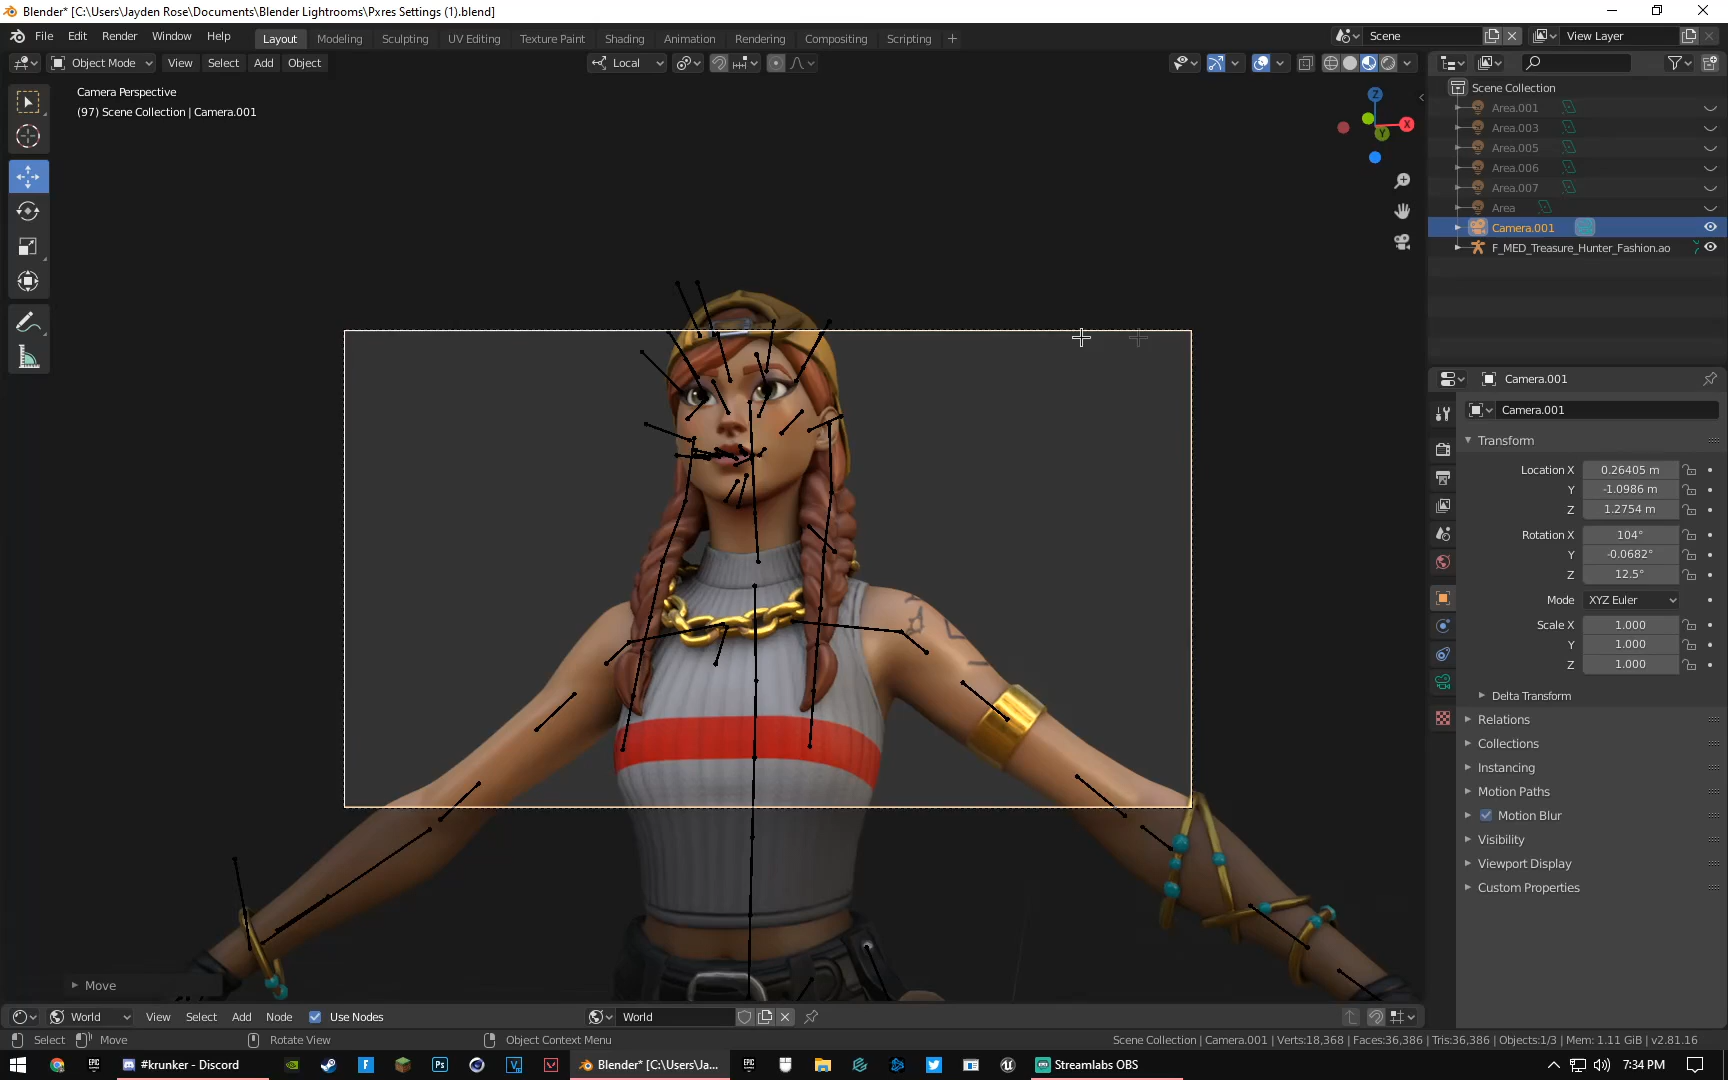 Blender* [C:\Users\Jayden Rose\Documents\Blender Lightrooms\Pxres Settings (1).blend]
File Edit Render Window Help Layout Modeling Sculpting UV Editing Texture Paint Shading Animation Rendering Compositing Scripting Scene View Layer
Object Mode View Select Add Object Local
Camera Perspective
(97) Scene Collection | Camera.001
Z
X
Y
Scene Collection
Area.001
Area.003
Area.005
Area.006
Area.007
Area
Camera.001
F_MED_Treasure_Hunter_Fashion.ao
Camera.001
Camera.001
Transform
Location X 0.26405 m
Y -1.0986 m
Z 1.2754 m
Rotation X 104°
Y -0.0682°
Z 12.5°
Mode XYZ Euler
Scale X 1.000
Y 1.000
Z 1.000
Delta Transform
Relations
Collections
Instancing
Motion Paths
Motion Blur
Visibility
Viewport Display
Custom Properties
Move
World View Select Add Node Use Nodes World
Select Move Rotate View Object Context Menu Scene Collection | Camera.001 | Verts:18,368 | Faces:36,386 | Tris:36,386 | Objects:1/3 | Mem: 1.11 GiB | v2.81.16
#krunker - Discord Blender* [C:\Users\Ja... Streamlabs OBS 7:34 PM